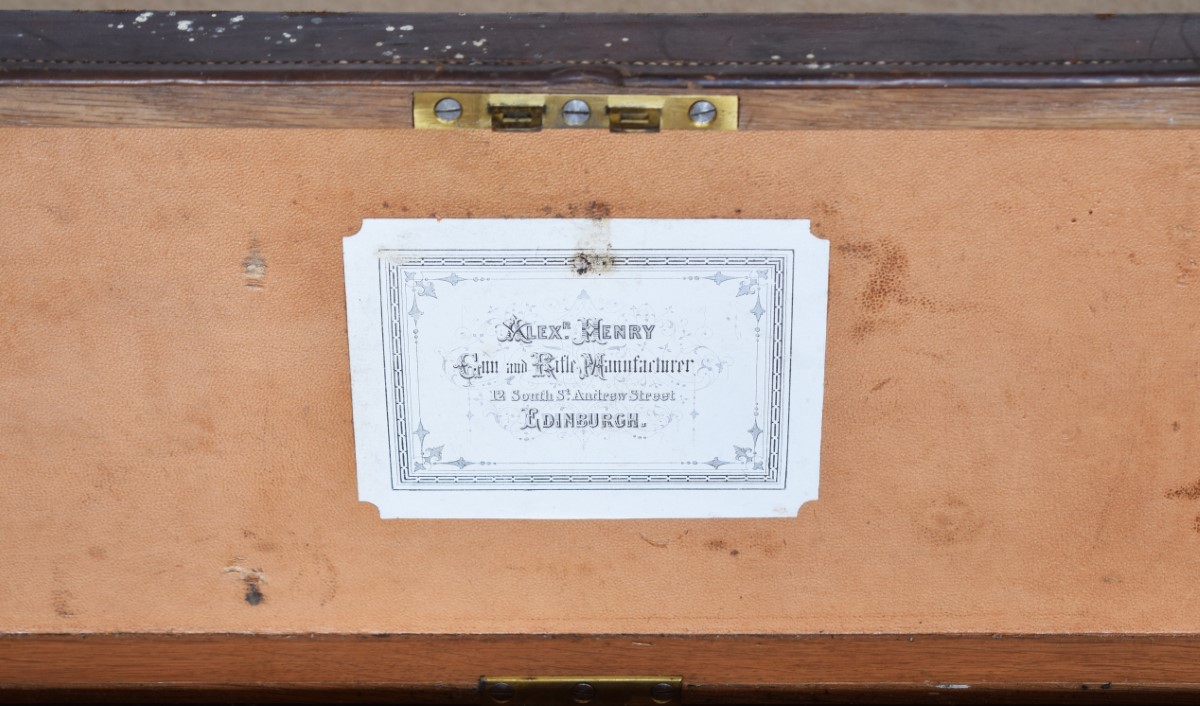 Alexʳ. Henry
Gun and Rifle Manufacturer
12 South Sᵗ. Andrew Street
Edinburgh.